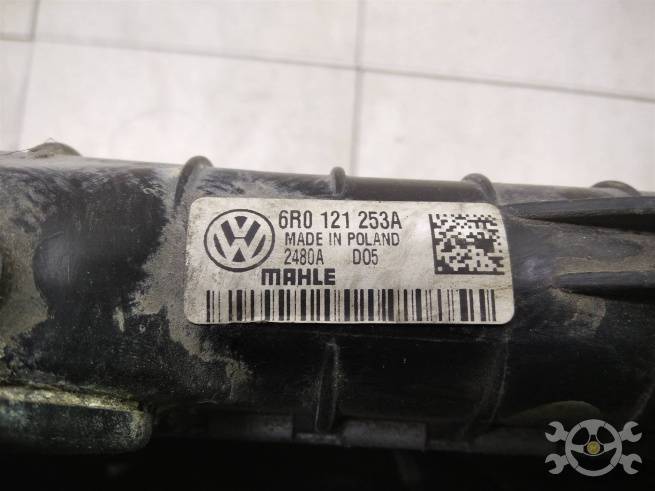 6R0 121 253A
MADE IN POLAND
2480A D05
MAHLE